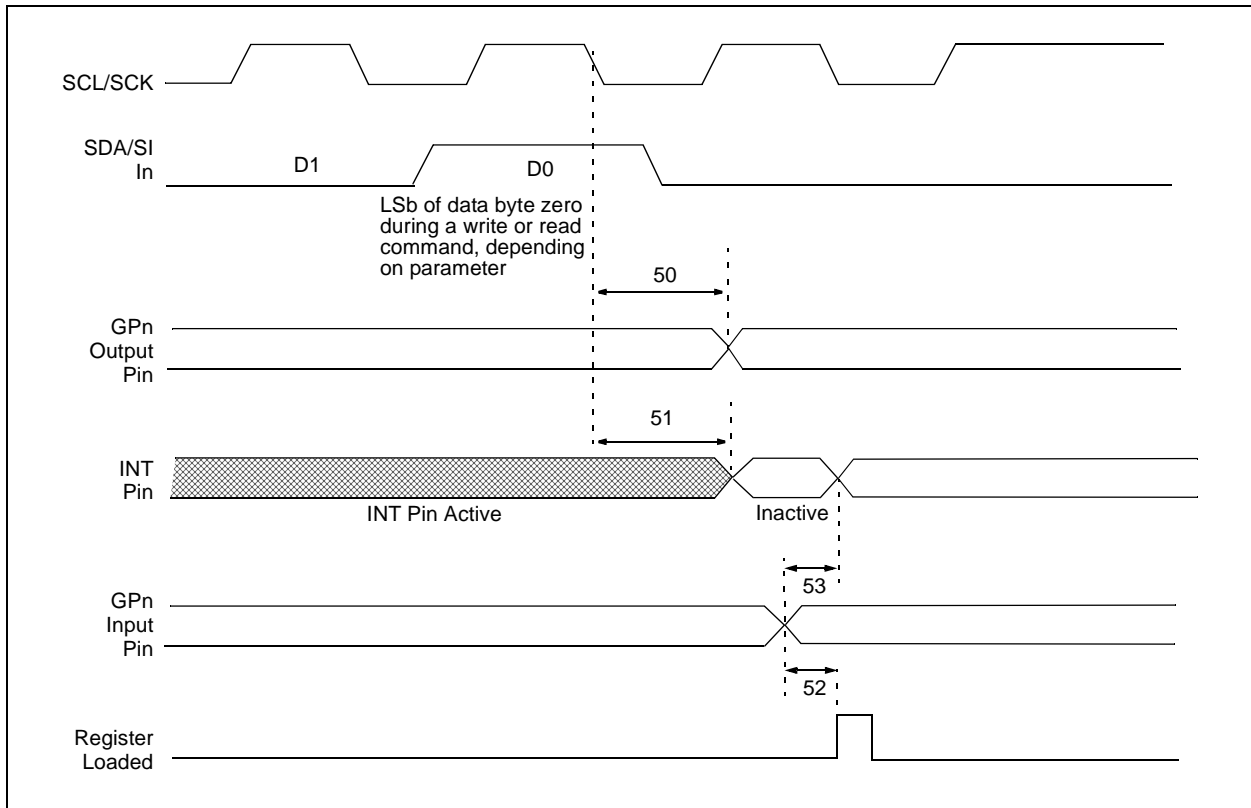 SCL/SCK
SDA/SI
In
D1
D0
LSb of data byte zero
during a write or read
command, depending
on parameter
50
GPn
Output
Pin
51
INT
Pin
INT Pin Active
Inactive
53
GPn
Input
Pin
52
Register
Loaded